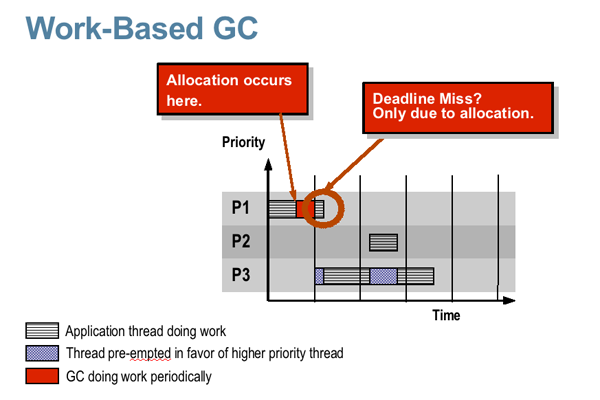 Work-Based GC
Allocation occurs
here.
Deadline Miss?
Only due to allocation.
Priority
P1
P2
P3
Time
Application thread doing work
Thread pre-empted in favor of higher priority thread
GC doing work periodically